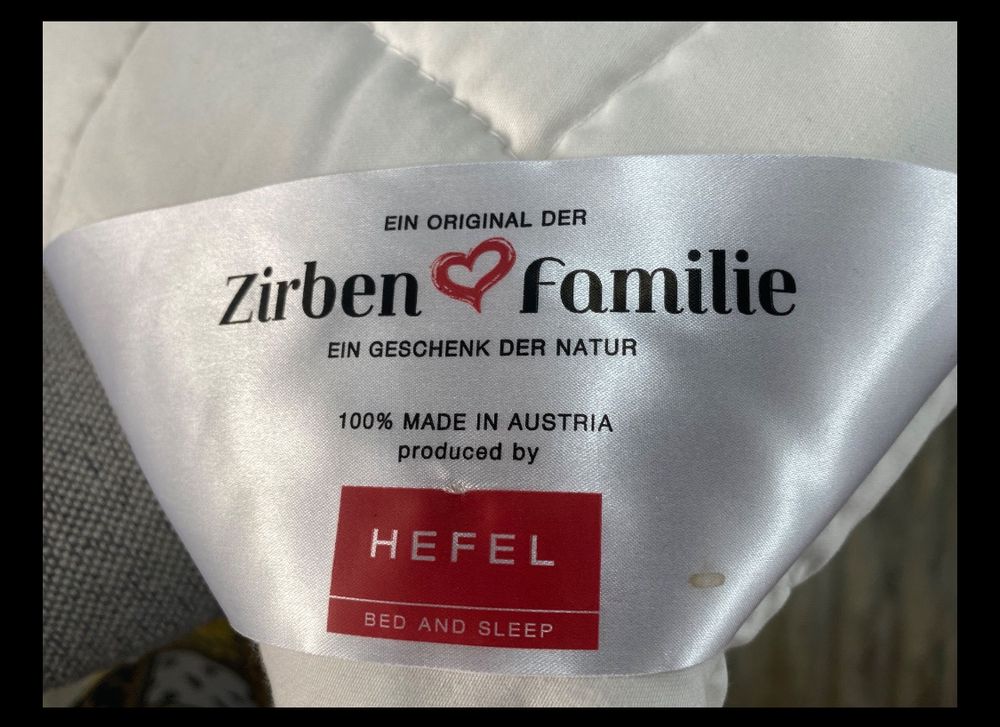 EIN ORIGINAL DER
Zirben familie
EIN GESCHENK DER NATUR
100% MADE IN AUSTRIA
produced by
HEFEL
BED AND SLEEP